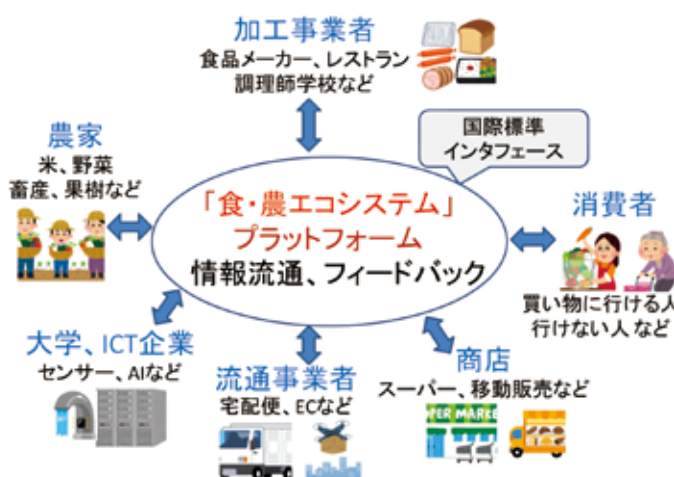 加工事業者
食品メーカー、レストラン
調理師学校など
国際標準
インタフェース
農家
米、野菜
畜産、果樹など
「食・農エコシステム」
プラットフォーム
情報流通、フィードバック
消費者
買い物に行ける人
行けない人 など
大学、ICT企業
センサー、AIなど
流通事業者
宅配便、ECなど
商店
スーパー、移動販売など
PER MARK